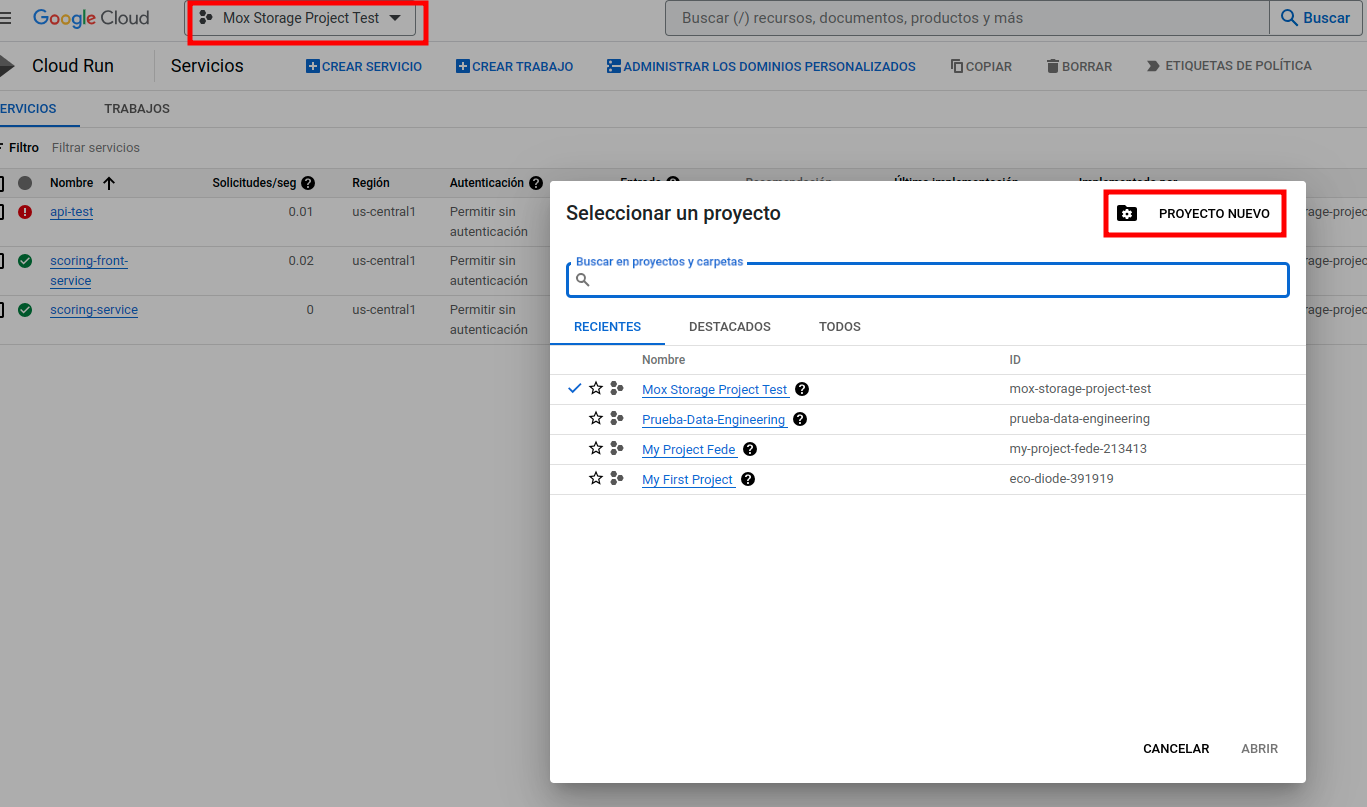 Google Cloud
Mox Storage Project Test
Buscar (/) recursos, documentos, productos y más
Buscar
Cloud Run
Servicios
CREAR SERVICIO
CREAR TRABAJO
ADMINISTRAR LOS DOMINIOS PERSONALIZADOS
COPIAR
BORRAR
ETIQUETAS DE POLÍTICA
ERVICIOS
TRABAJOS
Filtro
Filtrar servicios
Nombre
Solicitudes/seg
Región
Autenticación
api-test
0.01
us-central1
Permitir sin
autenticación
rage-projec
scoring-front-
service
0.02
us-central1
Permitir sin
autenticación
rage-projec
scoring-service
0
us-central1
Permitir sin
autenticación
rage-projec
Seleccionar un proyecto
PROYECTO NUEVO
Buscar en proyectos y carpetas
RECIENTES
DESTACADOS
TODOS
Nombre
ID
Mox Storage Project Test
mox-storage-project-test
Prueba-Data-Engineering
prueba-data-engineering
My Project Fede
my-project-fede-213413
My First Project
eco-diode-391919
CANCELAR
ABRIR